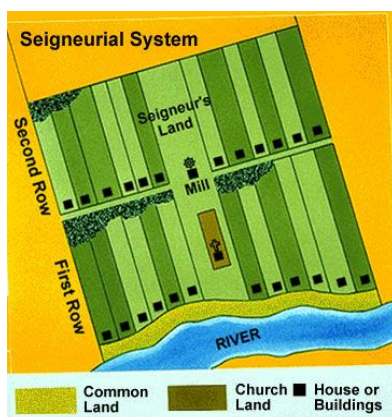 Seigneurial System
Second Row
Seigneur's
Land
Mill
First Row
RIVER
Common
Land
Church
Land
House or
Buildings